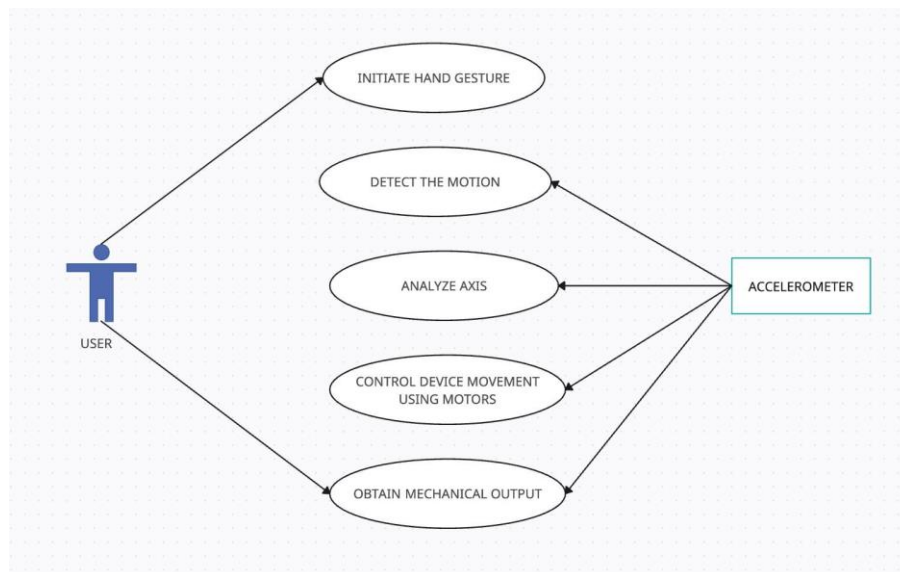 INITIATE HAND GESTURE
DETECT THE MOTION
ANALYZE AXIS
ACCELEROMETER
USER
CONTROL DEVICE MOVEMENT
USING MOTORS
OBTAIN MECHANICAL OUTPUT